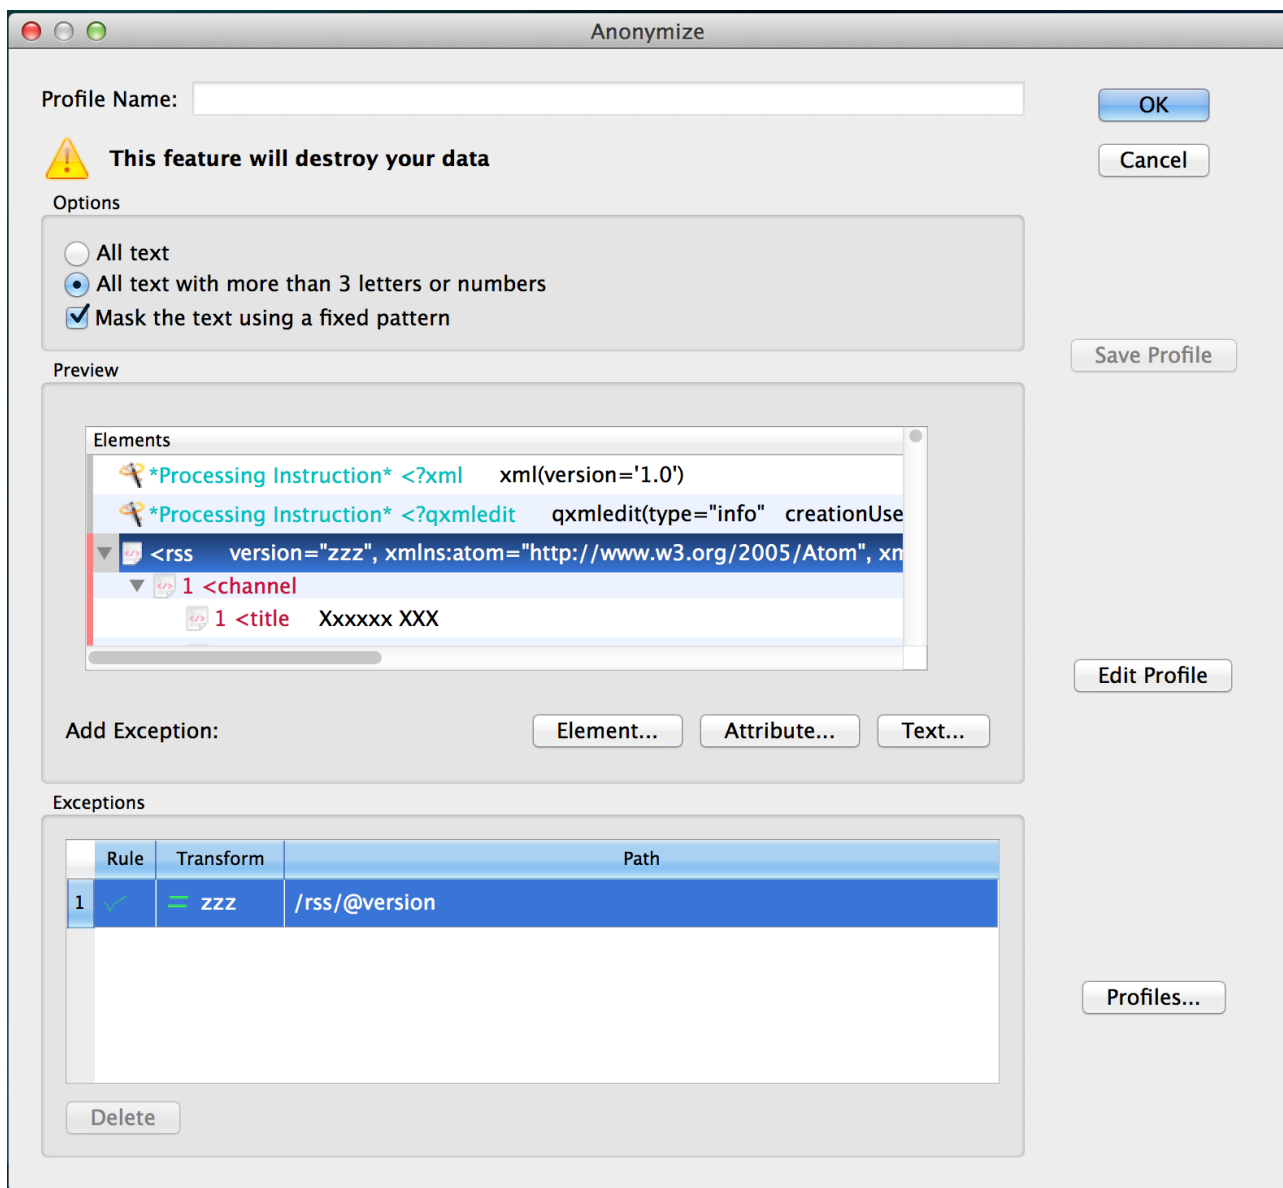 Anonymize
Profile Name:
OK
This feature will destroy your data
Cancel
Options
All text
All text with more than 3 letters or numbers
Mask the text using a fixed pattern
Save Profile
Preview
Elements
*Processing Instruction* <?xml xml(version='1.0')
*Processing Instruction* <?qxmledit qxmledit(type="info" creationUse
<rss version="zzz", xmlns:atom="http://www.w3.org/2005/Atom", xn
1 <channel
1 <title Xxxxxx XXX
Edit Profile
Add Exception: Element... Attribute... Text...
Exceptions
Rule Transform Path
1 = zzz /rss/@version
Profiles...
Delete